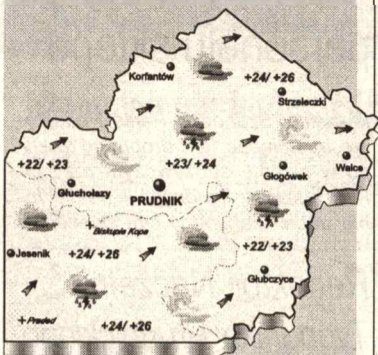 Korfantów
+24/ +26
Strzeleczki
+22/ +23
+23/ +24
Walce
Głogówek
Głuchołazy
PRUDNIK
Biskupia Kopa
Jesenik
+24/ +26
+22/ +23
Głubczyce
Praded
+24/ +26